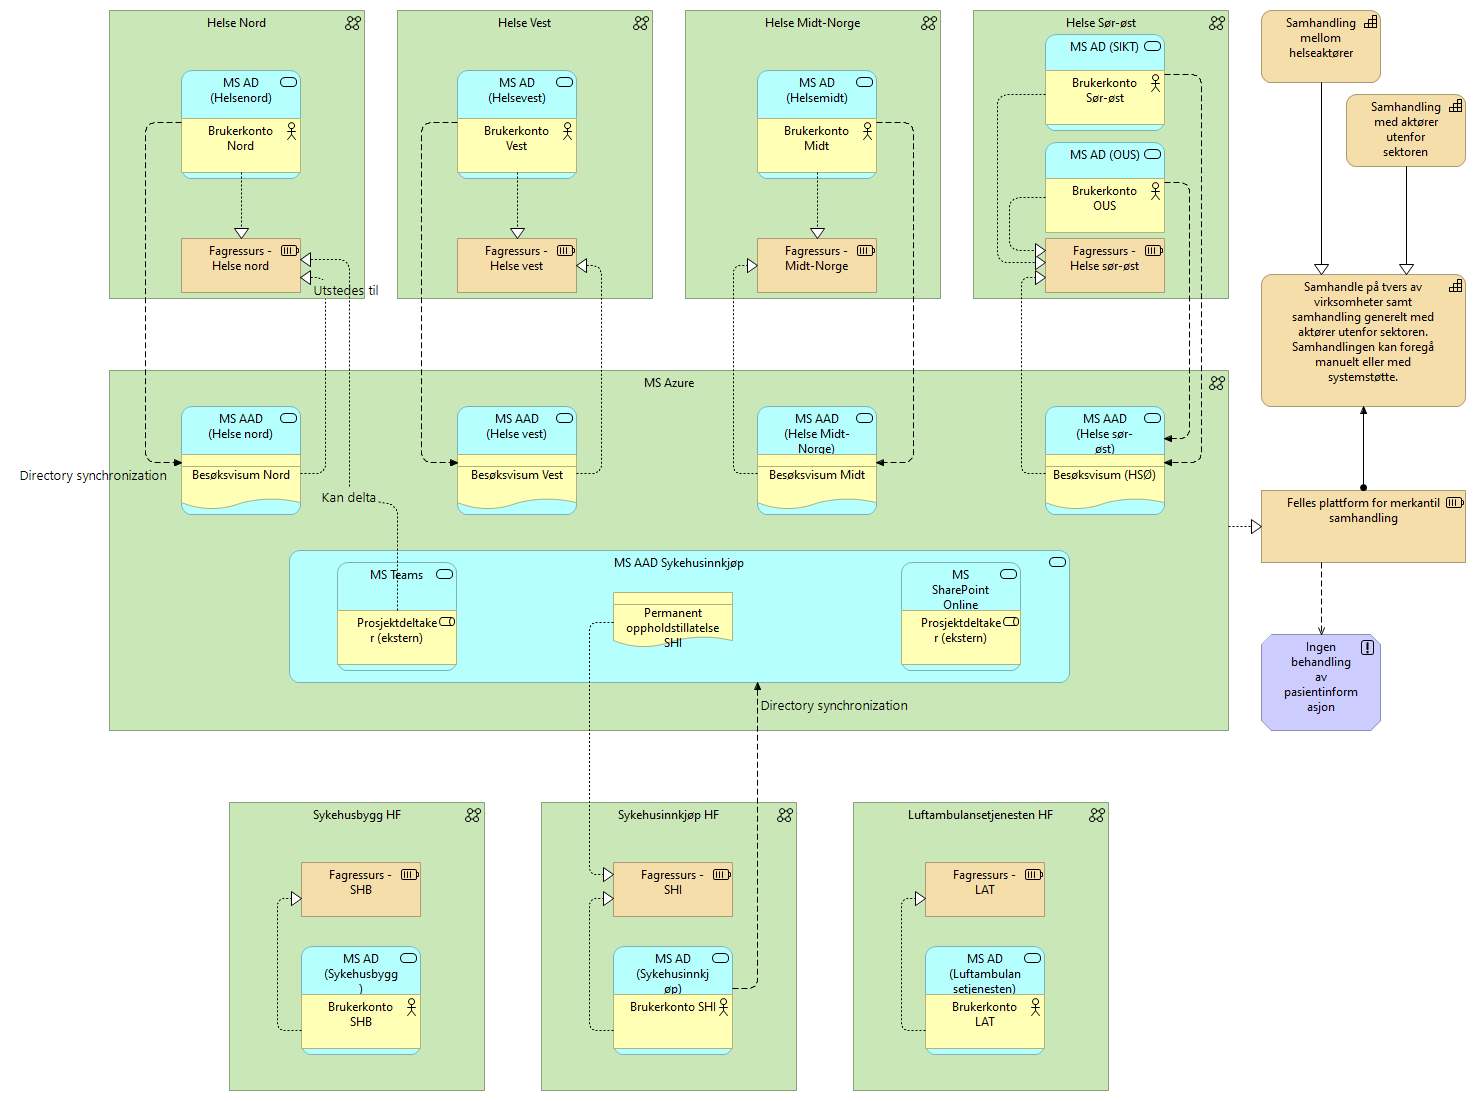 Helse Nord
MS AD
(Helsenord)
Brukerkonto
Nord
Fagressurs -
Helse nord
Helse Vest
MS AD
(Helsevest)
Brukerkonto
Vest
Fagressurs -
Helse vest
Helse Midt-Norge
MS AD
(Helsemidt)
Brukerkonto
Midt
Fagressurs -
Midt-Norge
Helse Sør-øst
MS AD (SIKT)
Brukerkonto
Sør-øst
MS AD (OUS)
Brukerkonto
OUS
Fagressurs -
Helse sør-øst
Samhandling
mellom
helseaktører
Samhandling
med aktører
utenfor
sektoren
Samhandle på tvers av
virksomheter samt
samhandling generelt med
aktører utenfor sektoren.
Samhandlingen kan foregå
manuelt eller med
systemstøtte.
Utstedes til
MS Azure
MS AAD
(Helse nord)
Besøksvisum Nord
MS AAD
(Helse vest)
Besøksvisum Vest
MS AAD
(Helse Midt-
Norge)
Besøksvisum Midt
MS AAD
(Helse sør-
øst)
Besøksvisum (HSØ)
Directory synchronization
Kan delta
Felles plattform for merkantil
samhandling
MS AAD Sykehusinnkjøp
MS Teams
Prosjektdeltake
r (ekstern)
Permanent
oppholdstillatelse
SHI
MS
SharePoint
Online
Prosjektdeltake
r (ekstern)
Ingen
behandling
av
pasientinform
asjon
Directory synchronization
Sykehusbygg HF
Fagressurs -
SHB
MS AD
(Sykehusbygg
)
Brukerkonto
SHB
Sykehusinnkjøp HF
Fagressurs -
SHI
MS AD
(Sykehusinnkj
øp)
Brukerkonto SHI
Luftambulansetjenesten HF
Fagressurs -
LAT
MS AD
(Luftambulan
setjenesten)
Brukerkonto
LAT